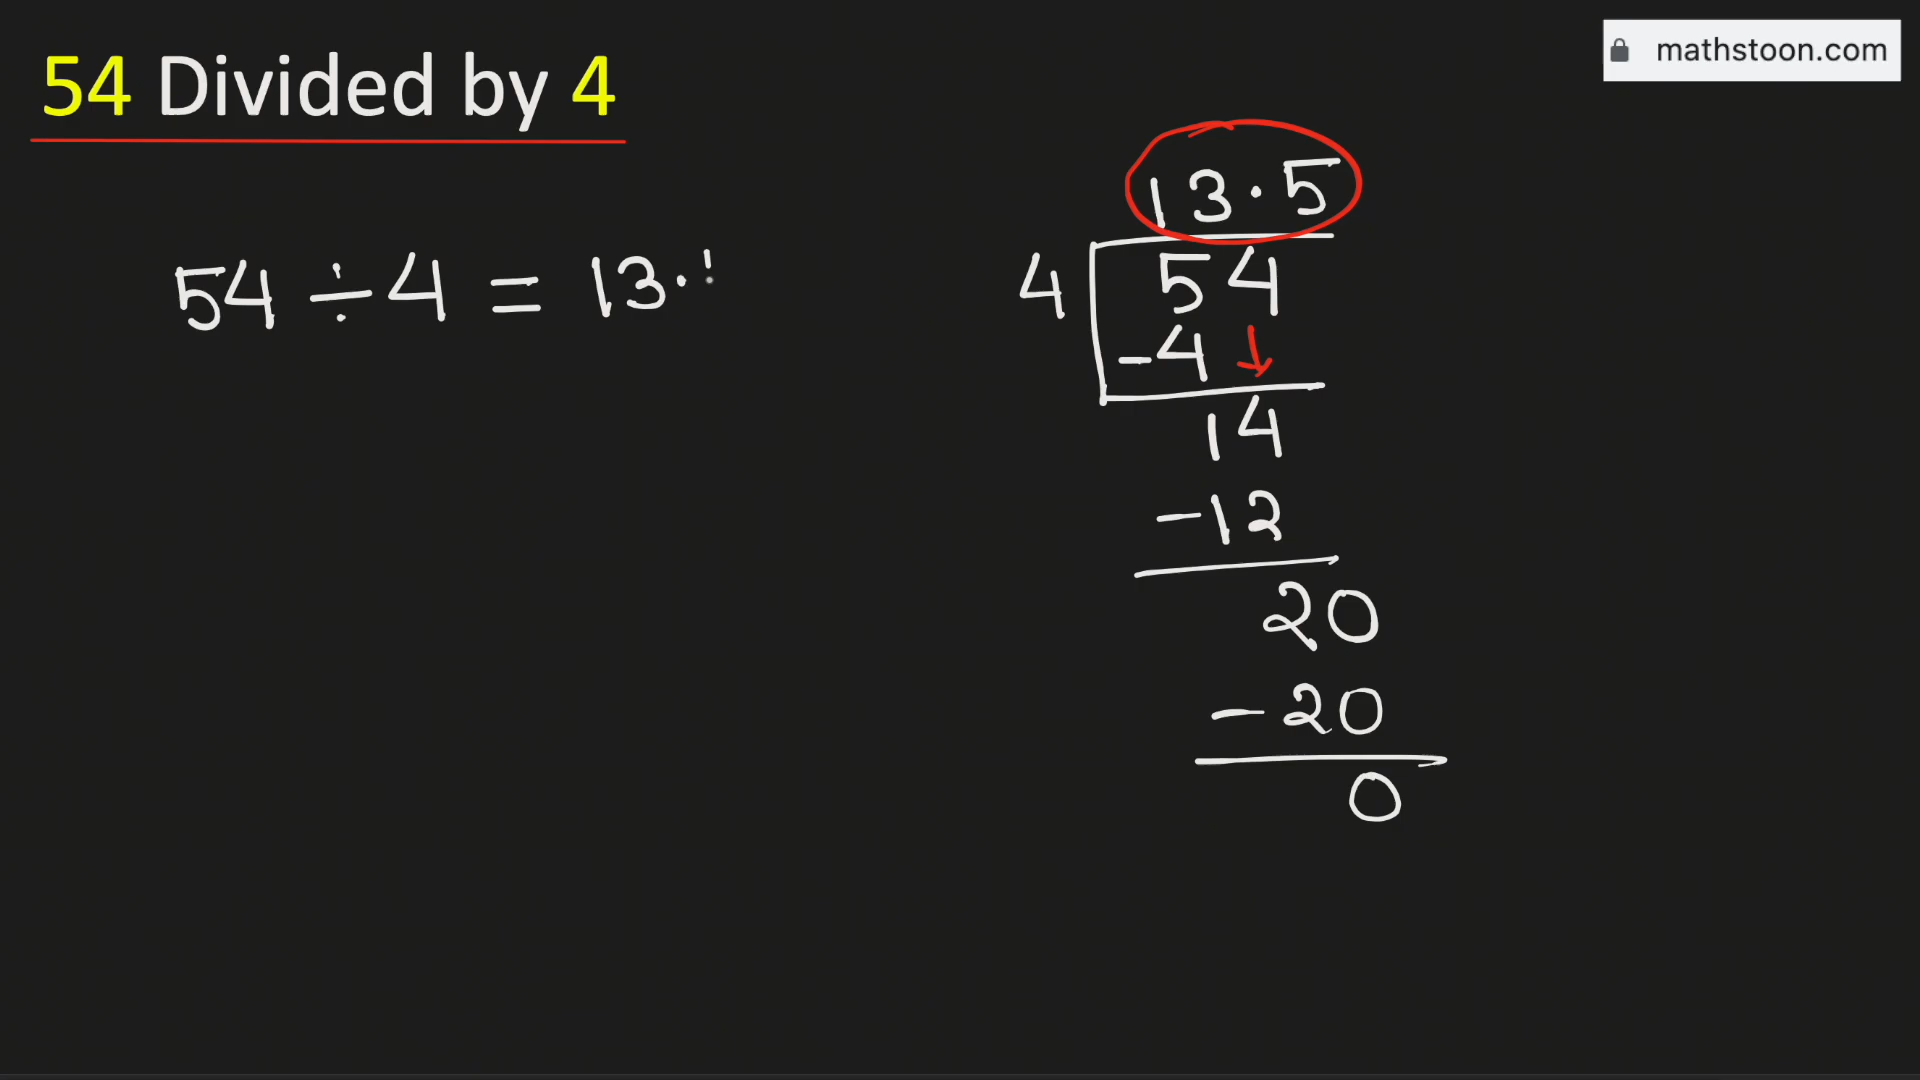 54 Divided by 4
mathstoon.com
54 ÷ 4 = 13.
13.5
4 54
-4 ↓
14
-12
20
-20
0